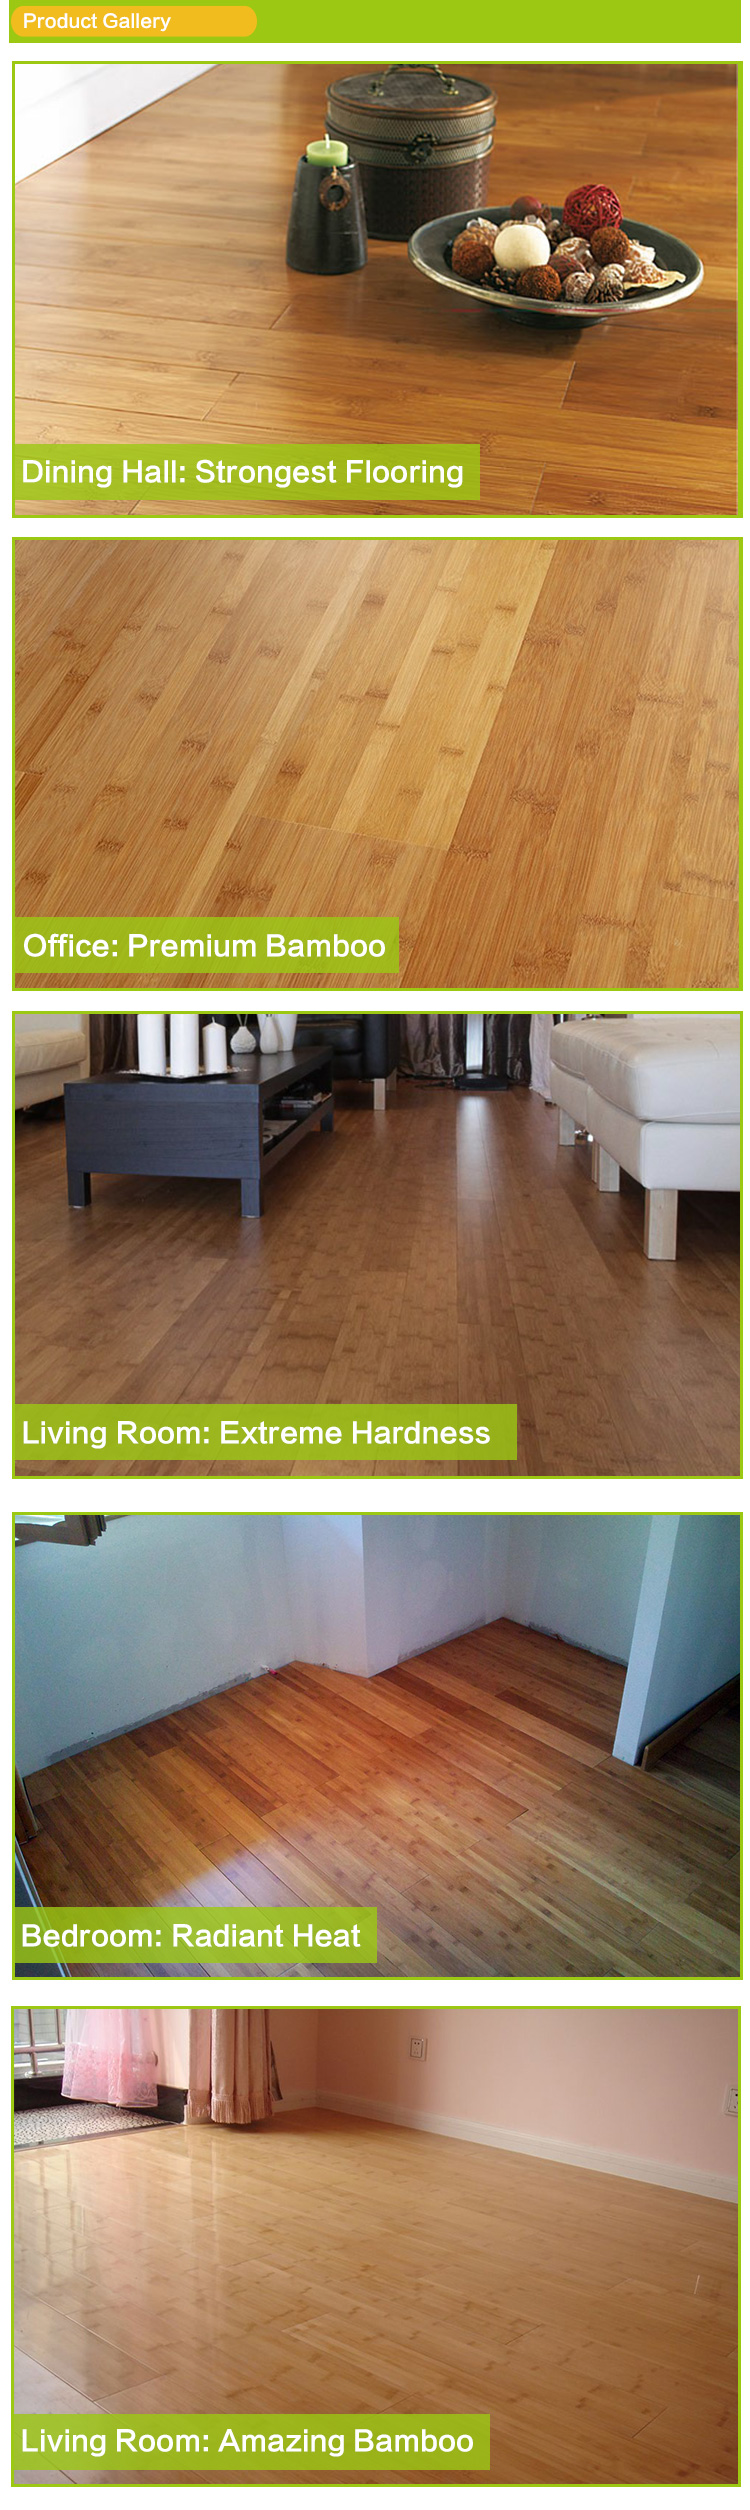 Product Gallery
Dining Hall: Strongest Flooring
Office: Premium Bamboo
Living Room: Extreme Hardness
Bedroom: Radiant Heat
Living Room: Amazing Bamboo